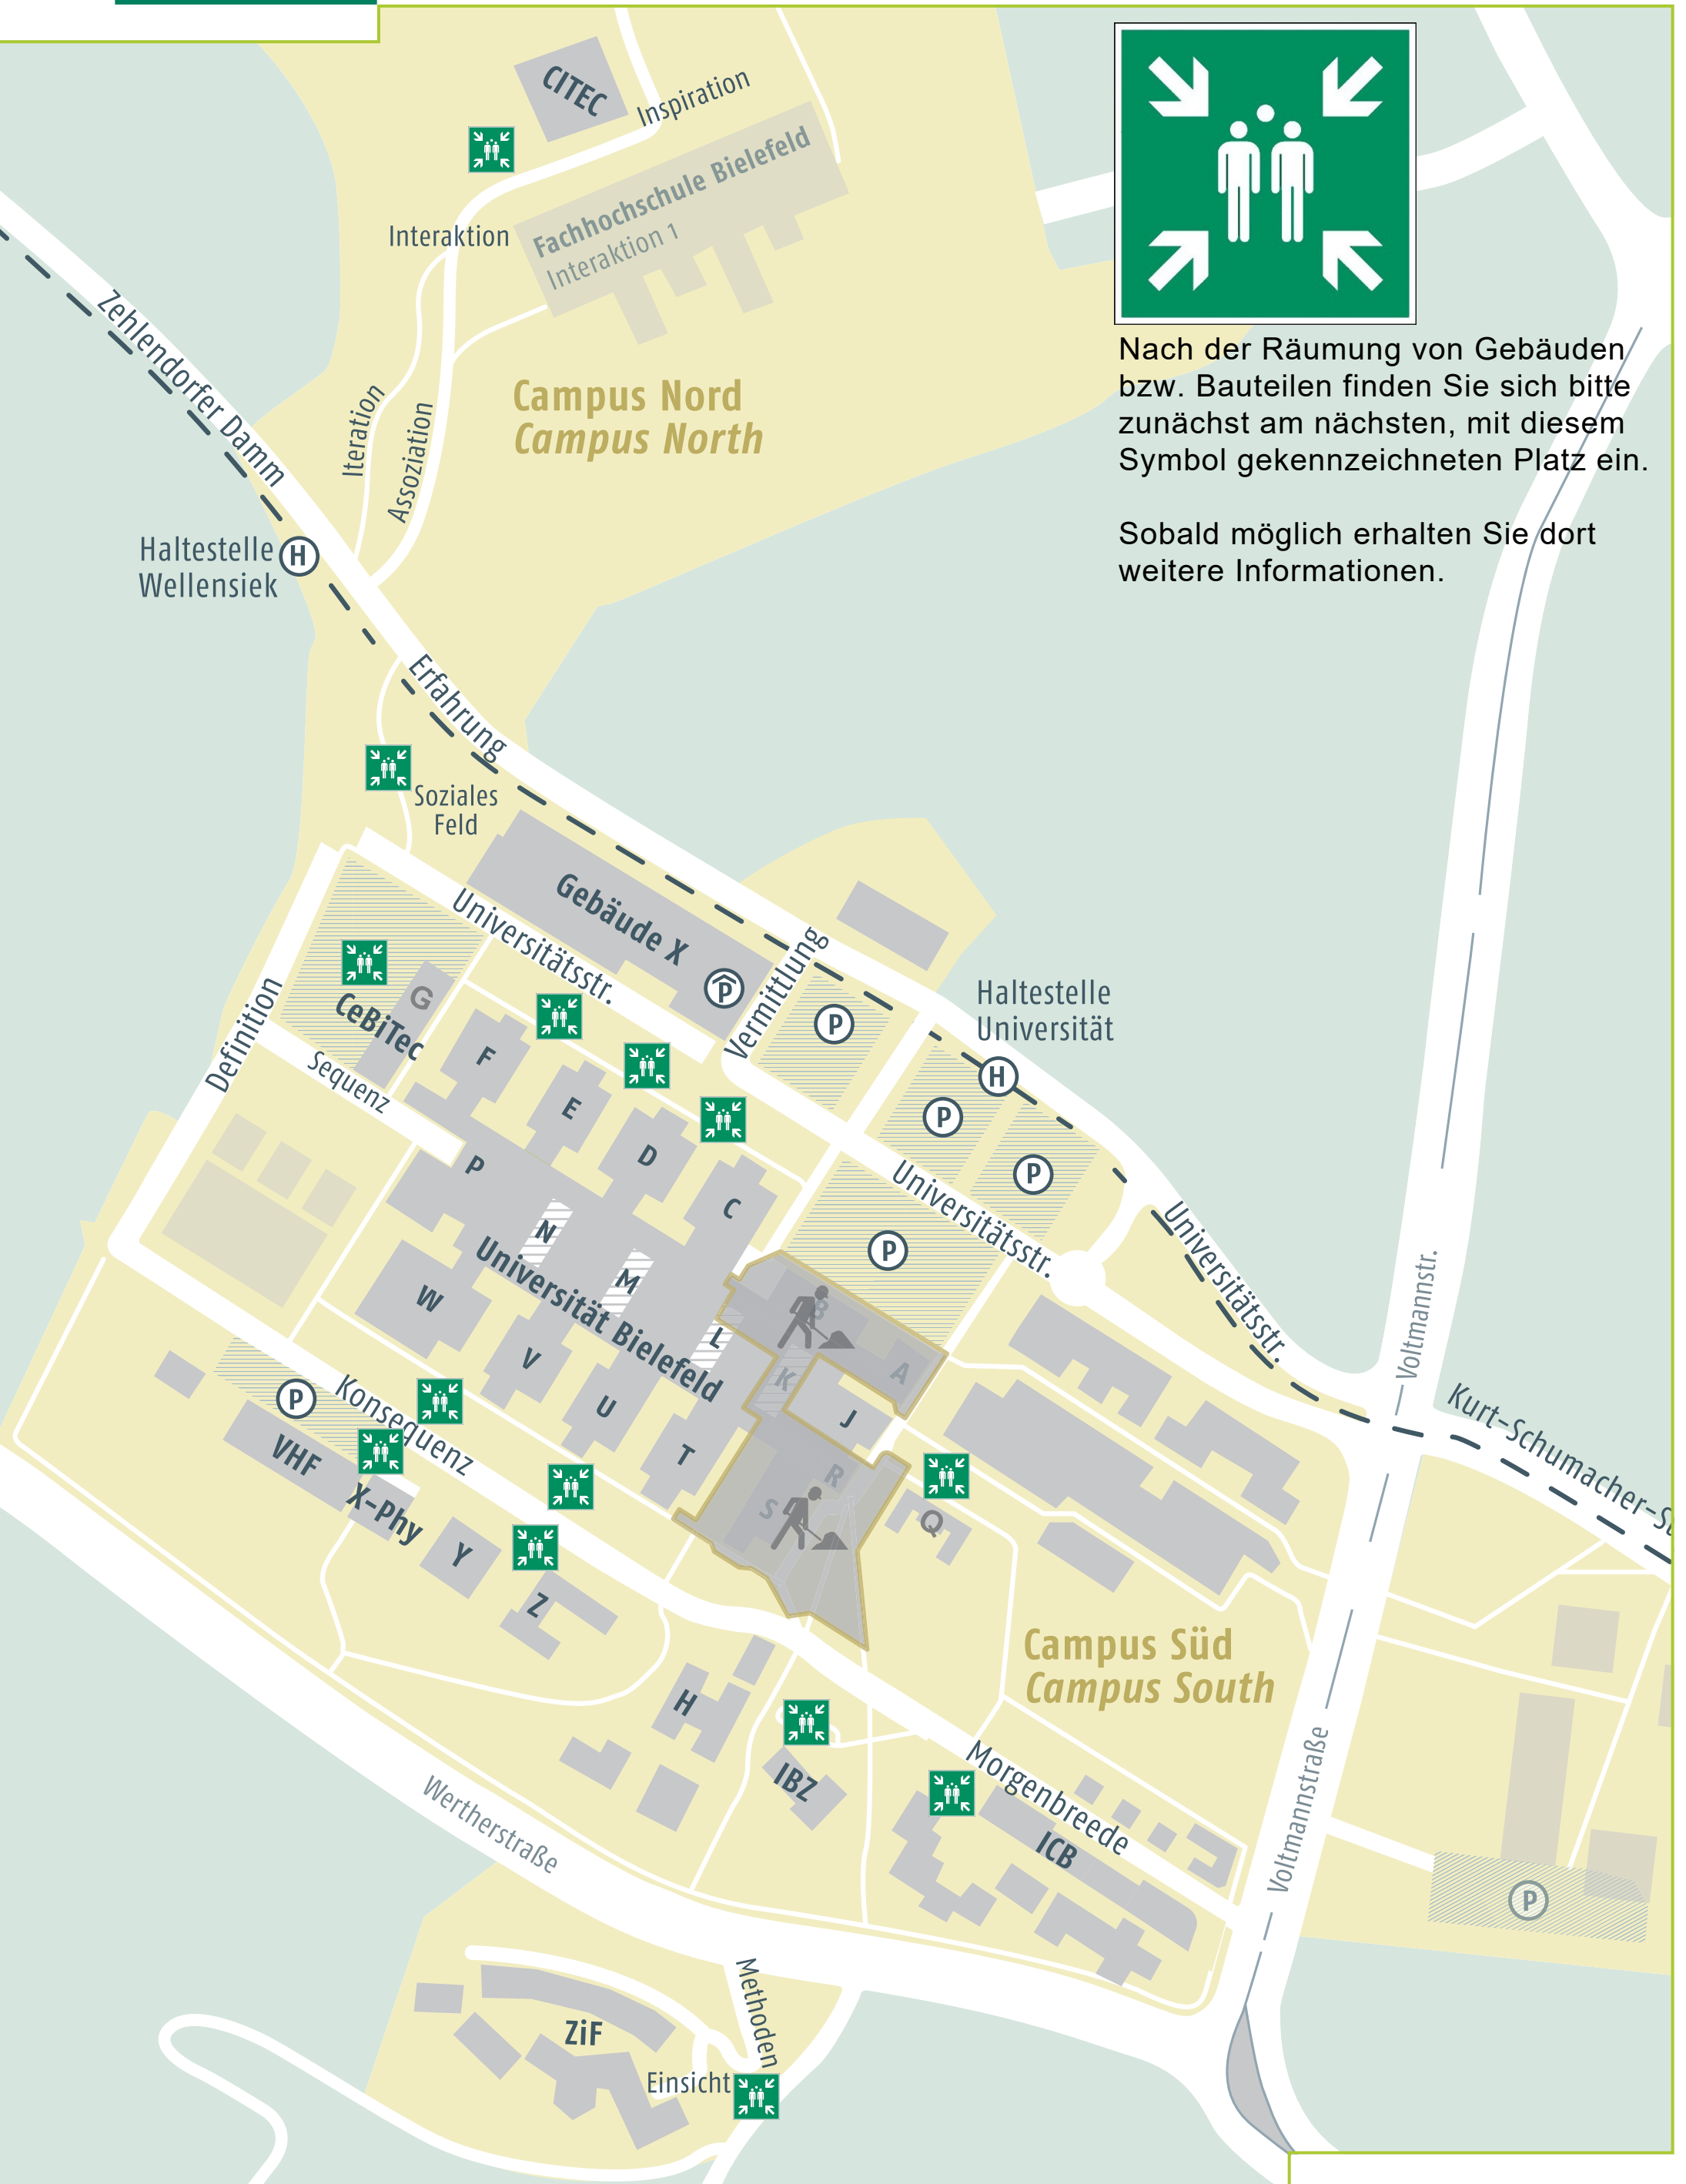 CITEC
Inspiration
Fachhochschule Bielefeld
Interaktion 1
Interaktion
Nach der Räumung von Gebäuden
bzw. Bauteilen finden Sie sich bitte
zunächst am nächsten, mit diesem
Symbol gekennzeichneten Platz ein.
Sobald möglich erhalten Sie dort
weitere Informationen.
Zehlendorfer Damm
Iteration
Assoziation
Campus Nord
Campus North
Haltestelle
Wellensiek
H
Erfahrung
Soziales
Feld
Gebäude X
P
Universitätsstr.
Vermittlung
P
Haltestelle
Universität
H
P
P
Definition
G
CeBiTec
Sequenz
F
E
D
C
P
N
M
L
Universität Bielefeld
W
V
U
T
P
Universitätsstr.
Universitätsstr.
B
A
K
J
R
S
Q
Voltmannstr.
Kurt-Schumacher-S
P
Konsequenz
VHF
X-Phy
Y
Z
H
IBZ
Campus Süd
Campus South
Morgenbreede
ICB
Voltmannstraße
P
Wertherstraße
Methoden
ZiF
Einsicht